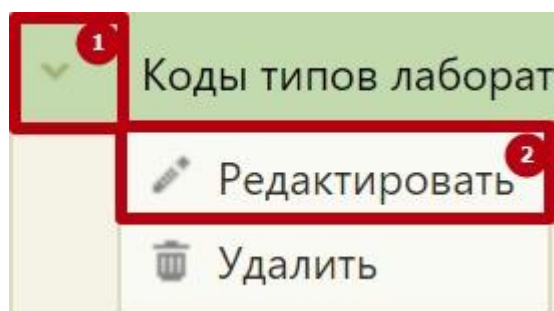 1
Коды типов лаборат
2
Редактировать
Удалить